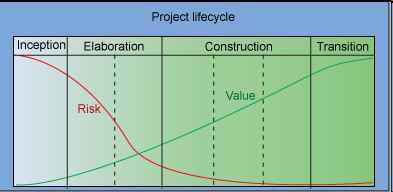 Project lifecycle
Inception Elaboration Construction Transition
Value
Risk